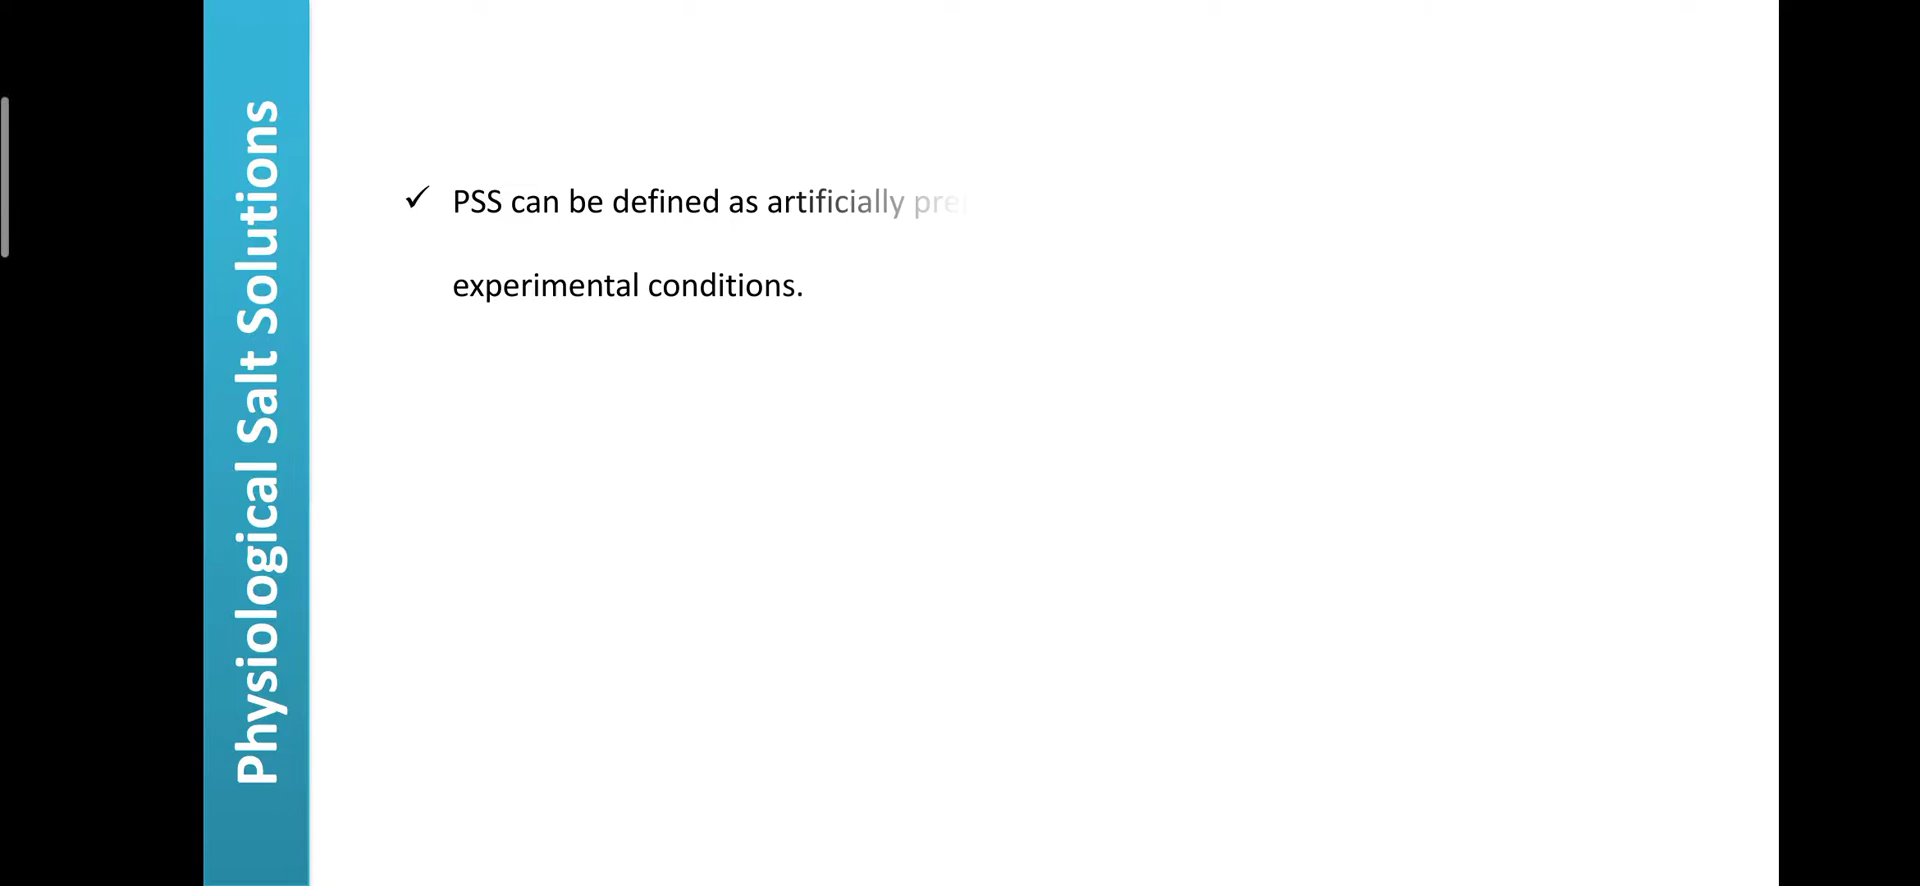 Physiological Salt Solutions
✓ PSS can be defined as artificially
experimental conditions.